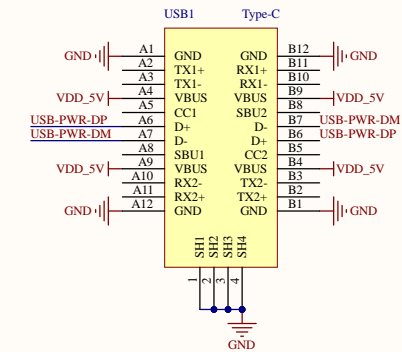 USB1 Type-C
GND A1 GND GND B12 GND
A2 TX1+ RX1+ B11
A3 TX1- RX1- B10
VDD_5V A4 VBUS VBUS B9 VDD_5V
A5 CC1 SBU2 B8
USB-PWR-DP A6 D+ D- B7 USB-PWR-DM
USB-PWR-DM A7 D- D+ B6 USB-PWR-DP
A8 SBU1 CC2 B5
VDD_5V A9 VBUS VBUS B4 VDD_5V
A10 RX2- TX2- B3
A11 RX2+ TX2+ B2
GND A12 GND GND B1 GND
SH1 SH2 SH3 SH4
1 2 3 4
GND